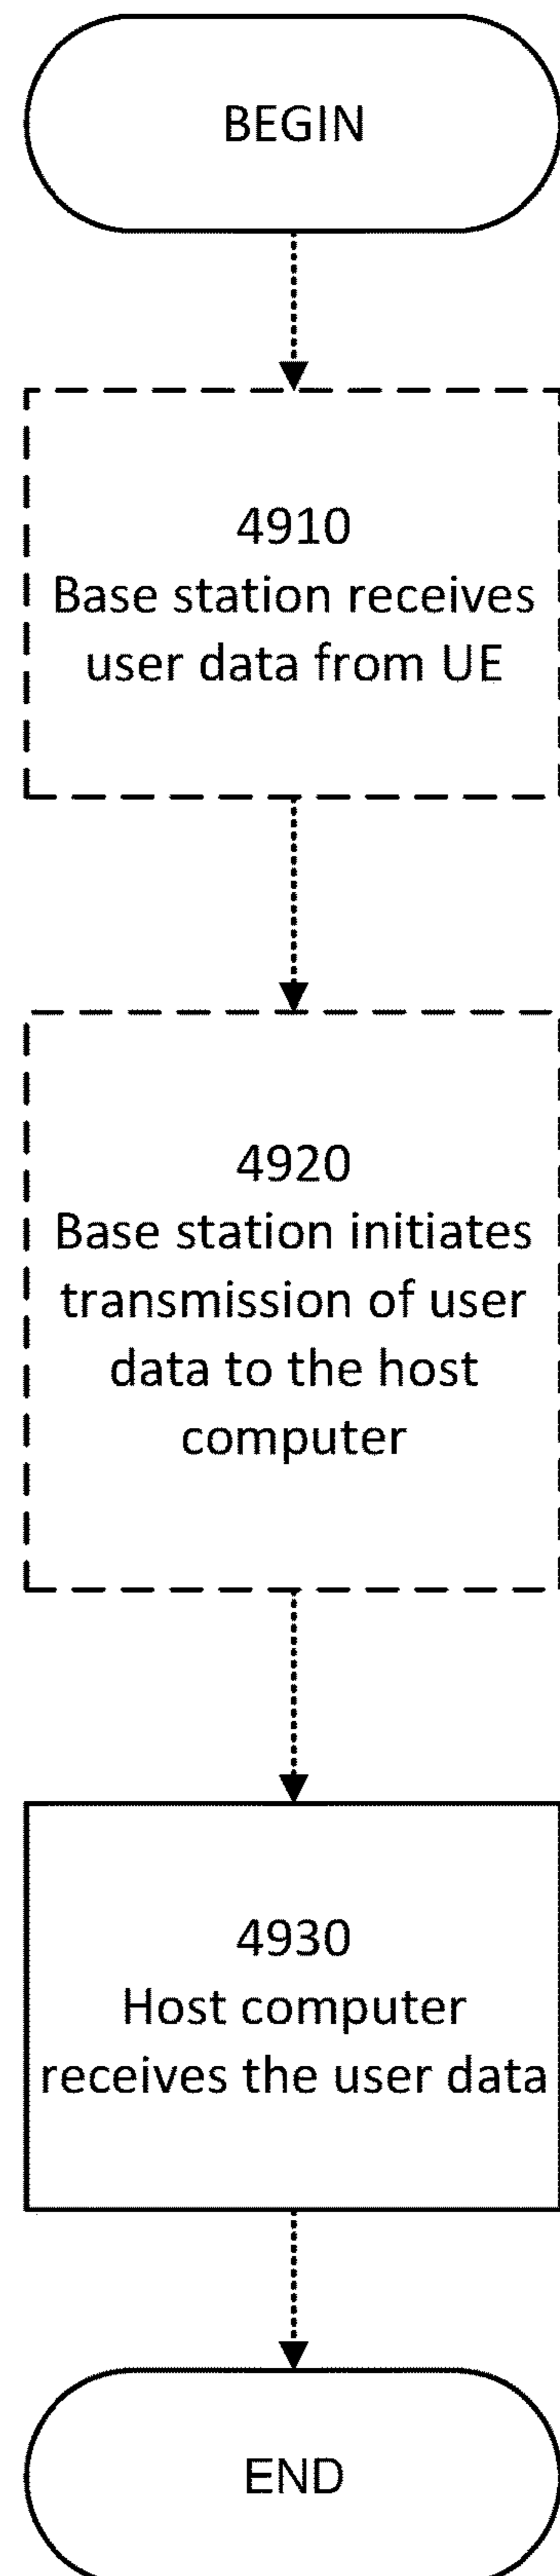 BEGIN
4910
Base station receives
user data from UE
4920
Base station initiates
transmission of user
data to the host
computer
4930
Host computer
receives the user data
END